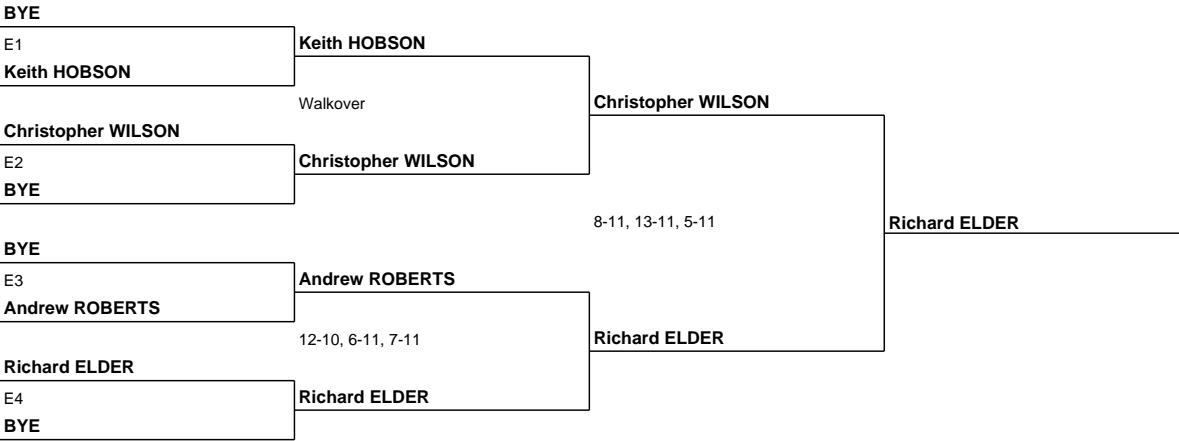 BYE
E1
Keith HOBSON
Keith HOBSON
Walkover
Christopher WILSON
Christopher WILSON
E2
Christopher WILSON
BYE
8-11, 13-11, 5-11
Richard ELDER
BYE
E3
Andrew ROBERTS
Andrew ROBERTS
12-10, 6-11, 7-11
Richard ELDER
Richard ELDER
E4
Richard ELDER
BYE